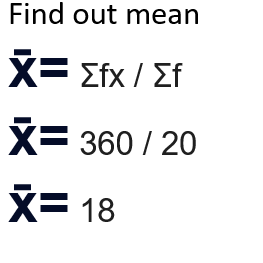 Find out mean
x̄= Σfx / Σf
x̄= 360 / 20
x̄= 18